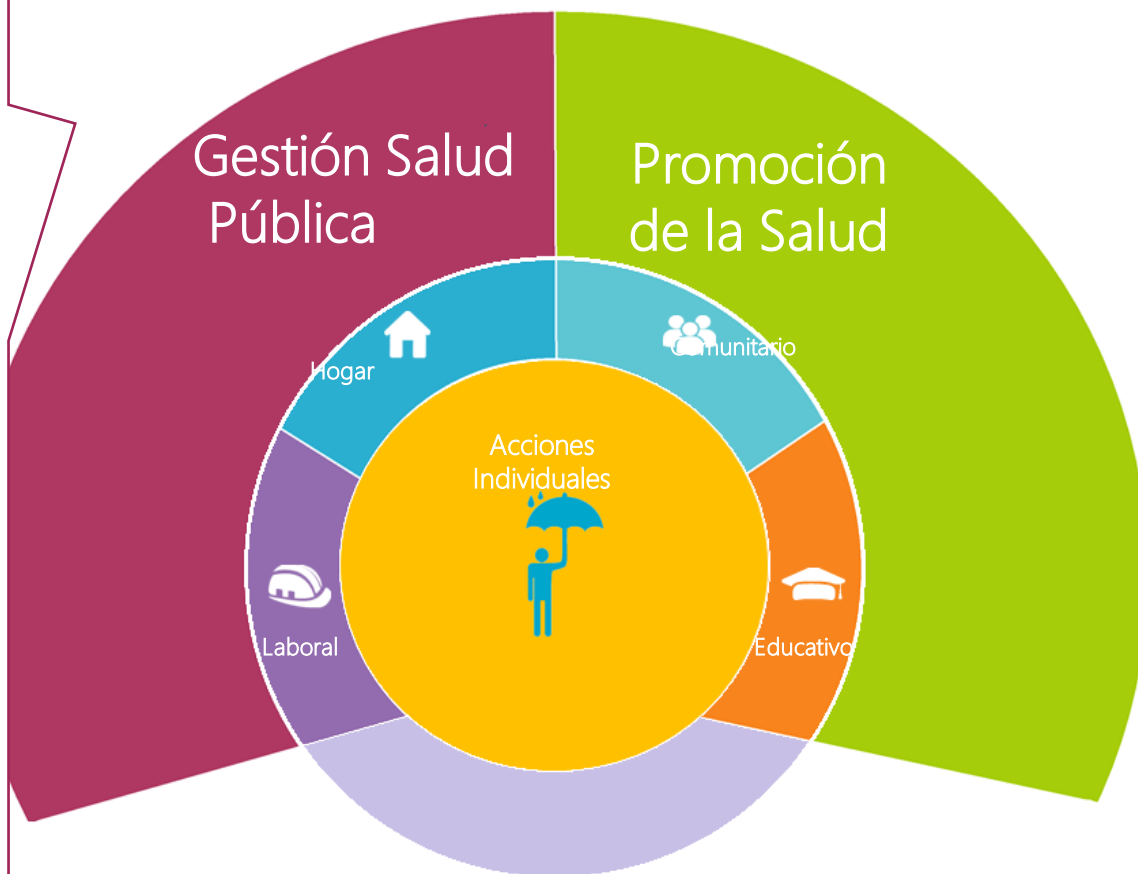 Gestión Salud
Pública
Promoción
de la Salud
Hogar
Comunitario
Acciones
Individuales
Laboral
Educativo